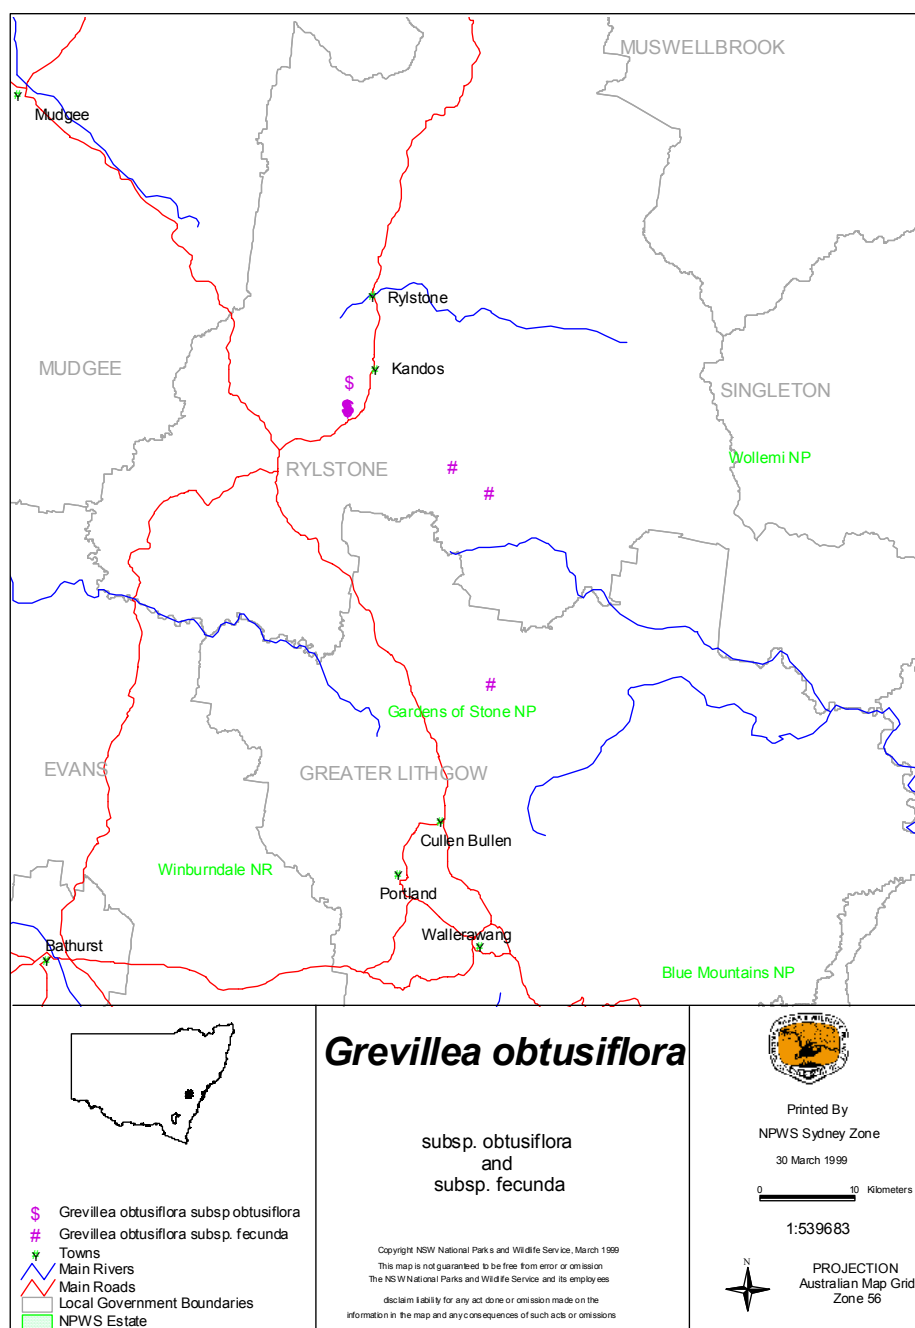 MUSWELLBROOK
Mudgee
Rylstone
MUDGEE
Kandos
$
SINGLETON
RYLSTONE
#
Wollemi NP
#
#
Gardens of Stone NP
EVANS
GREATER LITHGOW
Cullen Bullen
Winburndale NR
Portland
Wallerawang
Bathurst
Blue Mountains NP
$ Grevillea obtusiflora subsp obtusiflora
# Grevillea obtusiflora subsp. fecunda
Towns
Main Rivers
Main Roads
Local Government Boundaries
NPWS Estate
Grevillea obtusiflora
subsp. obtusiflora
and
subsp. fecunda
Copyright NSW National Parks and Wildlife Service, March 1999
This map is not guaranteed to be free from error or omission
The NSW National Parks and Wildlife Service and its employees
disclaim liability for any act done or omission made on the
information in the map and any consequences of such acts or omissions
Printed By
NPWS Sydney Zone
30 March 1999
0 10 Kilometers
1:539683
N
PROJECTION
Australian Map Grid
Zone 56